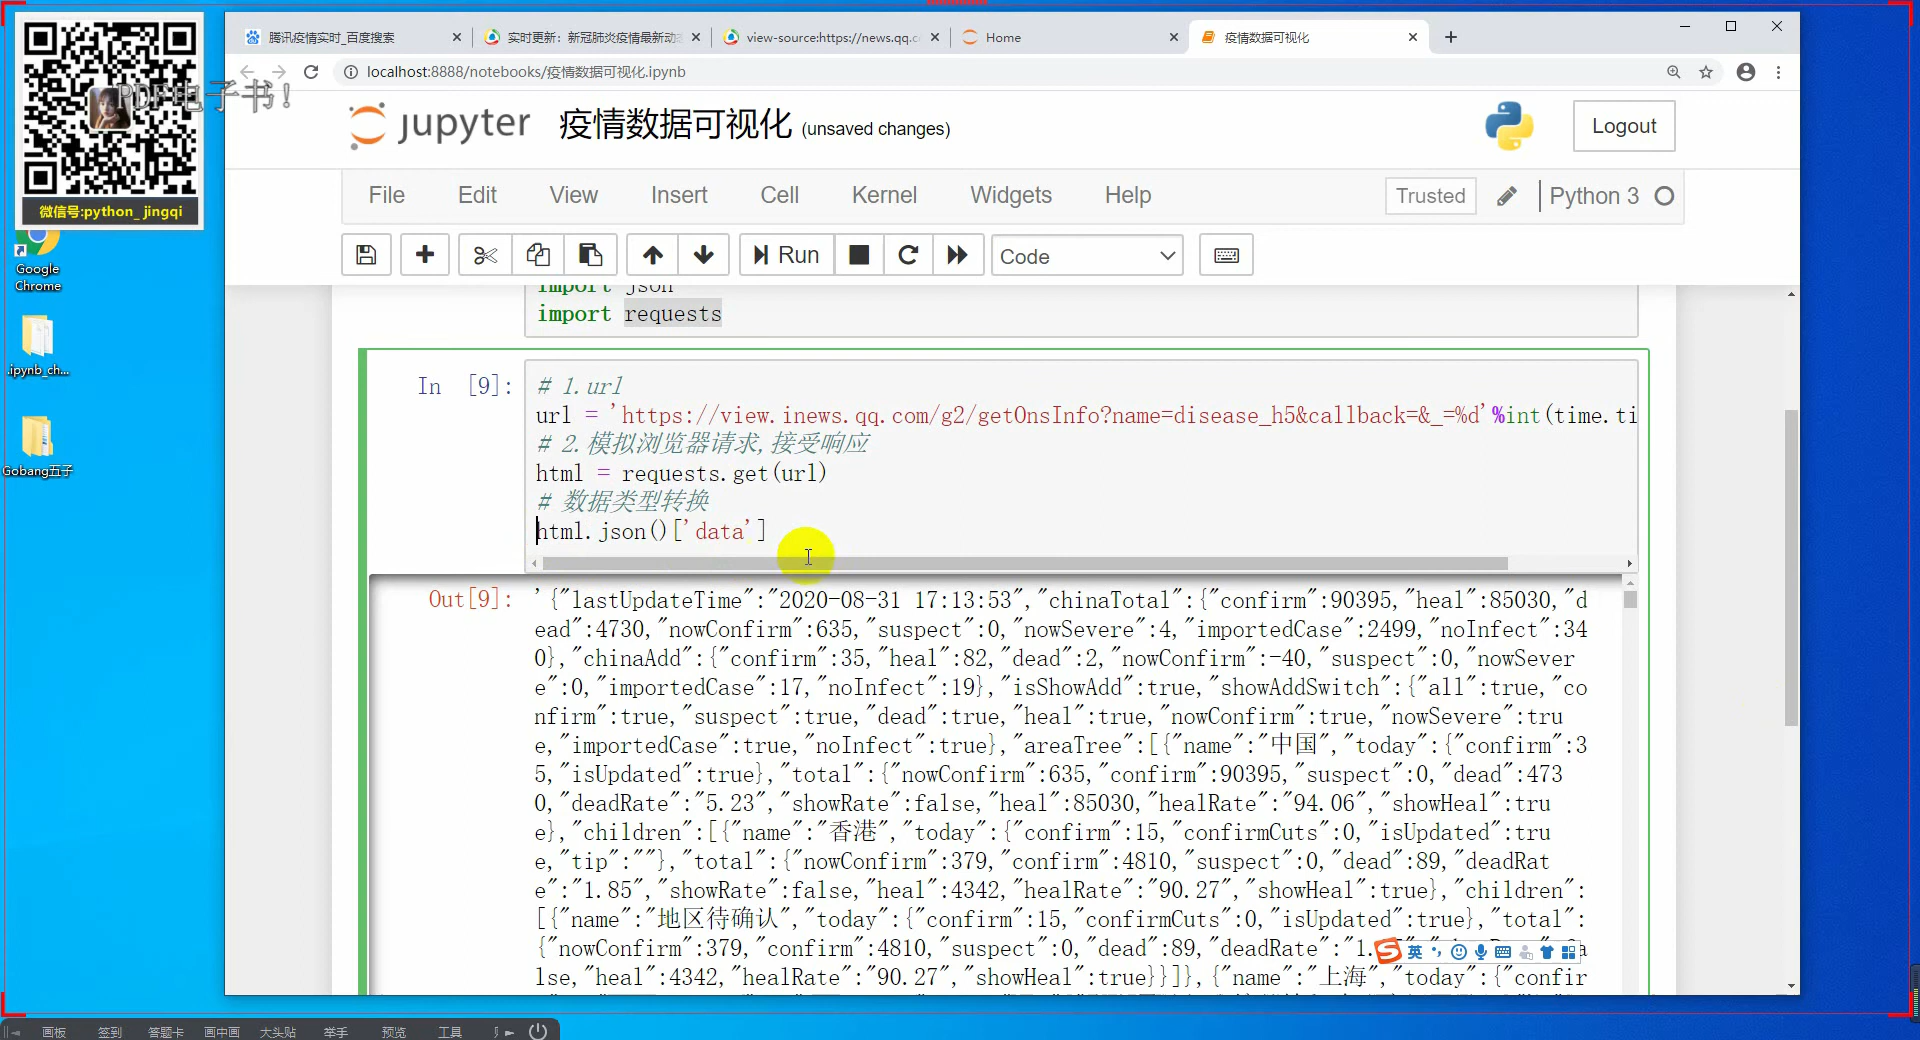 腾讯疫情实时_百度搜索
实时更新：新冠肺炎疫情最新动态
view-source:https://news.qq.c
Home
疫情数据可视化
localhost:8888/notebooks/疫情数据可视化.ipynb
PDF电子书！
微信号:python_ jingqi
Google
Chrome
.ipynb_ch...
Gobang五子
jupyter
疫情数据可视化 (unsaved changes)
Logout
File Edit View Insert Cell Kernel Widgets Help
Trusted
Python 3
Run
Code
import json
import requests
In [9]:
# 1.url
url = 'https://view.inews.qq.com/g2/getOnsInfo?name=disease_h5&callback=&_=%d'%int(time.ti
# 2.模拟浏览器请求,接受响应
html = requests.get(url)
# 数据类型转换
html.json()['data']
Out[9]:
'{"lastUpdateTime":"2020-08-31 17:13:53","chinaTotal":{"confirm":90395,"heal":85030,"d
ead":4730,"nowConfirm":635,"suspect":0,"nowSevere":4,"importedCase":2499,"noInfect":34
0},"chinaAdd":{"confirm":35,"heal":82,"dead":2,"nowConfirm":-40,"suspect":0,"nowSever
e":0,"importedCase":17,"noInfect":19},"isShowAdd":true,"showAddSwitch":{"all":true,"co
nfirm":true,"suspect":true,"dead":true,"heal":true,"nowConfirm":true,"nowSevere":tru
e,"importedCase":true,"noInfect":true},"areaTree":[{"name":"中国","today":{"confirm":3
5,"isUpdated":true},"total":{"nowConfirm":635,"confirm":90395,"suspect":0,"dead":473
0,"deadRate":"5.23","showRate":false,"heal":85030,"healRate":"94.06","showHeal":tru
e},"children":[{"name":"香港","today":{"confirm":15,"confirmCuts":0,"isUpdated":tru
e,"tip":""},"total":{"nowConfirm":379,"confirm":4810,"suspect":0,"dead":89,"deadRat
e":"1.85","showRate":false,"heal":4342,"healRate":"90.27","showHeal":true},"children":
[{"name":"地区待确认","today":{"confirm":15,"confirmCuts":0,"isUpdated":true},"total":
{"nowConfirm":379,"confirm":4810,"suspect":0,"dead":89,"deadRate":"1.
lse,"heal":4342,"healRate":"90.27","showHeal":true}}]},{"name":"上海","today":{"confir
英
画板 签到 答题卡 画中画 大头贴 举手 预览 工具